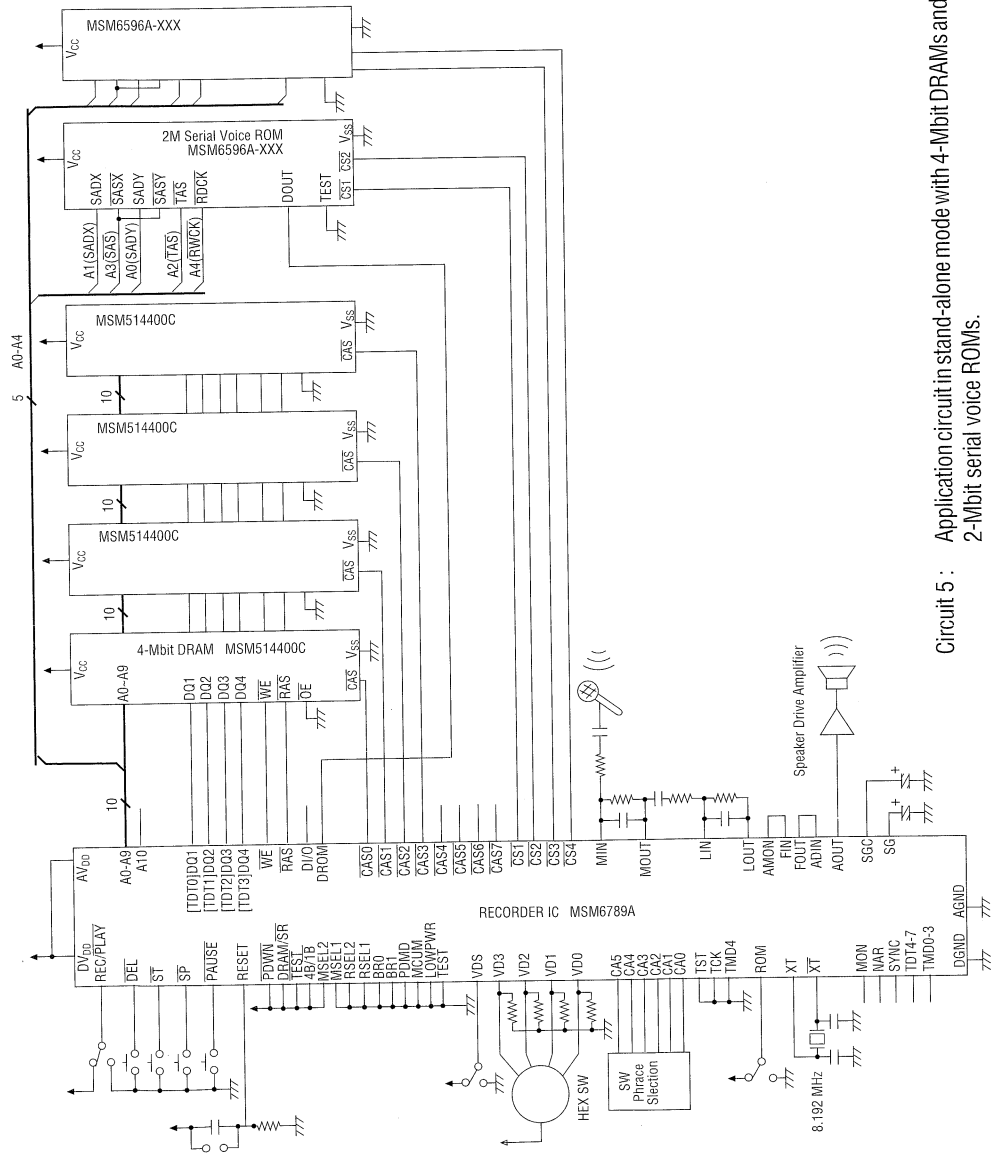 MSM6596A-XXX
VCC
2M Serial Voice ROM
MSM6596A-XXX
VCC
SADX
SASX
SADY
SASY
TAS
RDCK
DOUT
TEST
CS1
CS2
VSS
A1(SADX)
A3(SAS)
A0(SADY)
A2(TAS)
A4(RWCK)
5
A0-A4
MSM514400C
VCC
CAS
VSS
10
MSM514400C
VCC
CAS
VSS
10
MSM514400C
VCC
CAS
VSS
10
4-Mbit DRAM MSM514400C
VCC
A0~A9
DQ1
DQ2
DQ3
DQ4
WE
RAS
OE
CAS
VSS
10
AVDD
A0-A9
A10
[TDT0]DQ1
[TDT1]DQ2
[TDT2]DQ3
[TDT3]DQ4
WE
RAS
DI/O
DROM
CAS0
CAS1
CAS2
CAS3
CAS4
CAS5
CAS6
CAS7
CS1
CS2
CS3
CS4
MIN
MOUT
LIN
LOUT
AMON
FIN
FOUT
ADIN
AOUT
SGC
SG
+
+
Speaker Drive Amplifier
RECORDER IC MSM6789A
DVDD
REC/PLAY
DEL
ST
SP
PAUSE
RESET
PDWN
DRAM/SR
TEST
4B/1B
MSEL2
MSEL1
RSEL2
RSEL1
BR0
BR1
PDMD
MCUM
LOWPWR
TEST
VDS
VD3
VD2
VD1
VD0
CA5
CA4
CA3
CA2
CA1
CA0
TST
TCK
TMD4
ROM
XT
XT
MON
NAR
SYNC
TDT4-7
TMD0-3
DGND
AGND
HEX SW
SW
Phrace
Slection
8.192 MHz
Circuit 5 : Application circuit in stand-alone mode with 4-Mbit DRAMs and
2-Mbit serial voice ROMs.